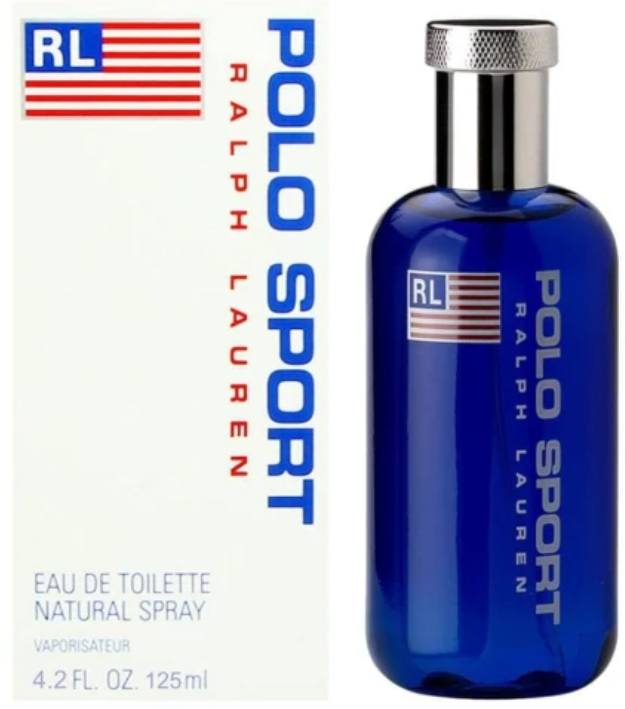 RL
POLO SPORT
RALPH LAUREN
EAU DE TOILETTE
NATURAL SPRAY
VAPORISATEUR
4.2 FL. OZ. 125ml
RL
POLO SPORT
RALPH LAUREN